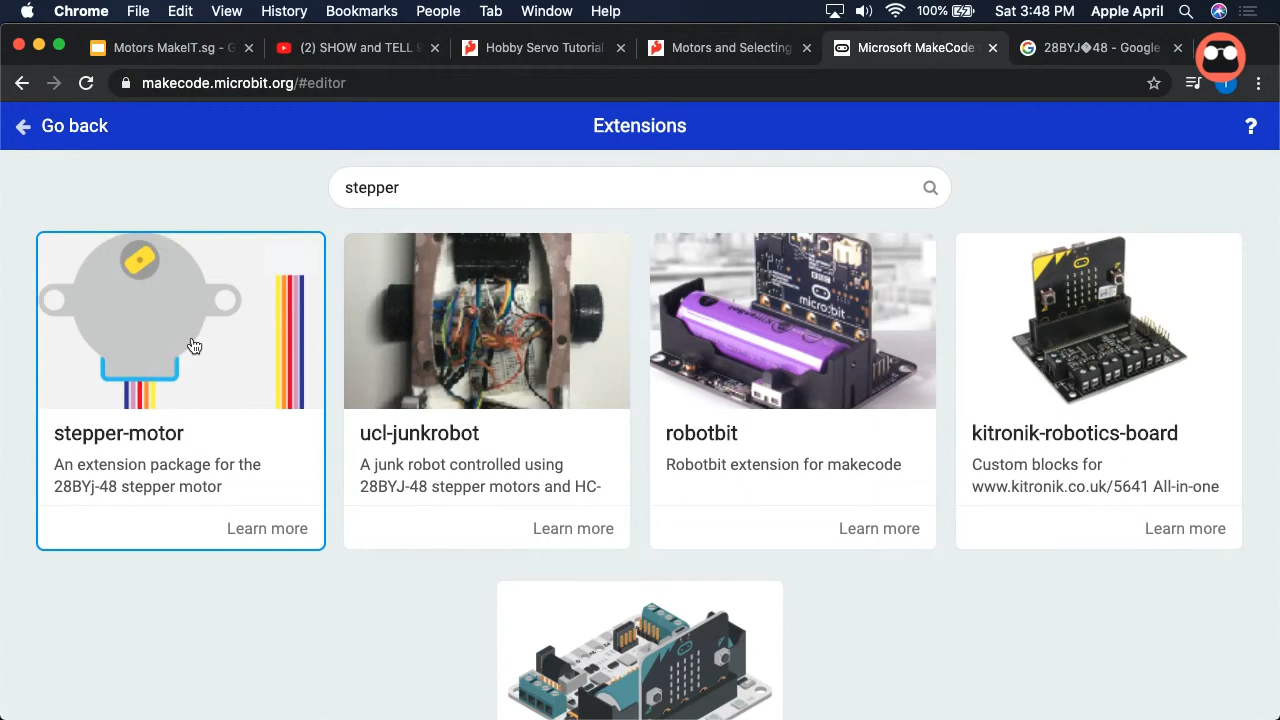 Chrome File Edit View History Bookmarks People Tab Window Help 100% Sat 3:48 PM Apple April
Motors MakeIT.sg - G
(2) SHOW and TELL 9
Hobby Servo Tutorial
Motors and Selecting
Microsoft MakeCode
28BYJ�48 - Google
makecode.microbit.org/#editor
Go back
Extensions
?
stepper
stepper-motor
An extension package for the
28BYj-48 stepper motor
Learn more
ucl-junkrobot
A junk robot controlled using
28BYJ-48 stepper motors and HC-
Learn more
micro:bit
robotbit
Robotbit extension for makecode
Learn more
kitronik-robotics-board
Custom blocks for
www.kitronik.co.uk/5641 All-in-one
Learn more